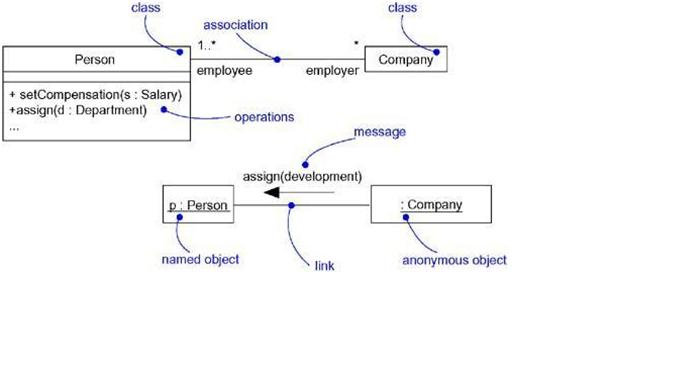 class
class
association
Person
1..*
*
Company
employee
employer
+ setCompensation(s : Salary)
+assign(d : Department)
...
operations
message
assign(development)
p : Person
: Company
named object
link
anonymous object